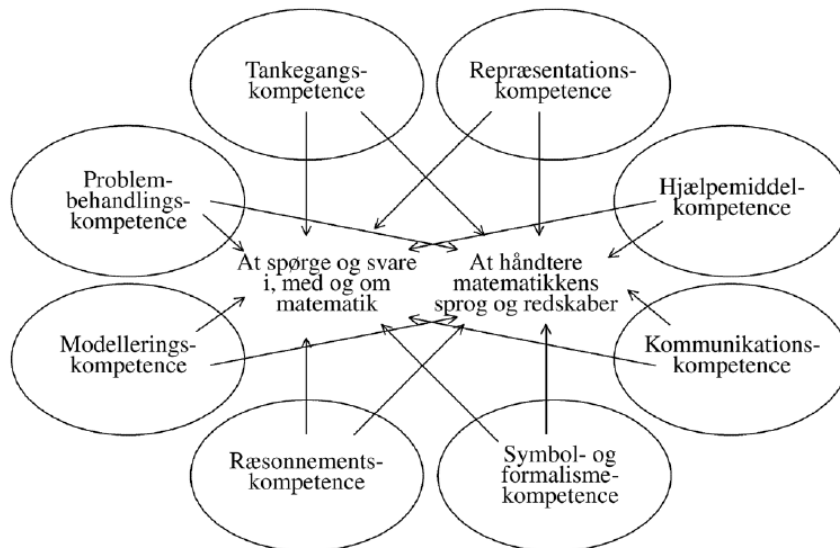 Tankegangs-
kompetence
Repræsentations-
kompetence
Problem-
behandlings-
kompetence
Hjælpemiddel-
kompetence
At spørge og svare
i, med og om
matematik
At håndtere
matematikkens
sprog og redskaber
Modellerings-
kompetence
Kommunikations-
kompetence
Ræsonnements-
kompetence
Symbol- og
formalisme-
kompetence